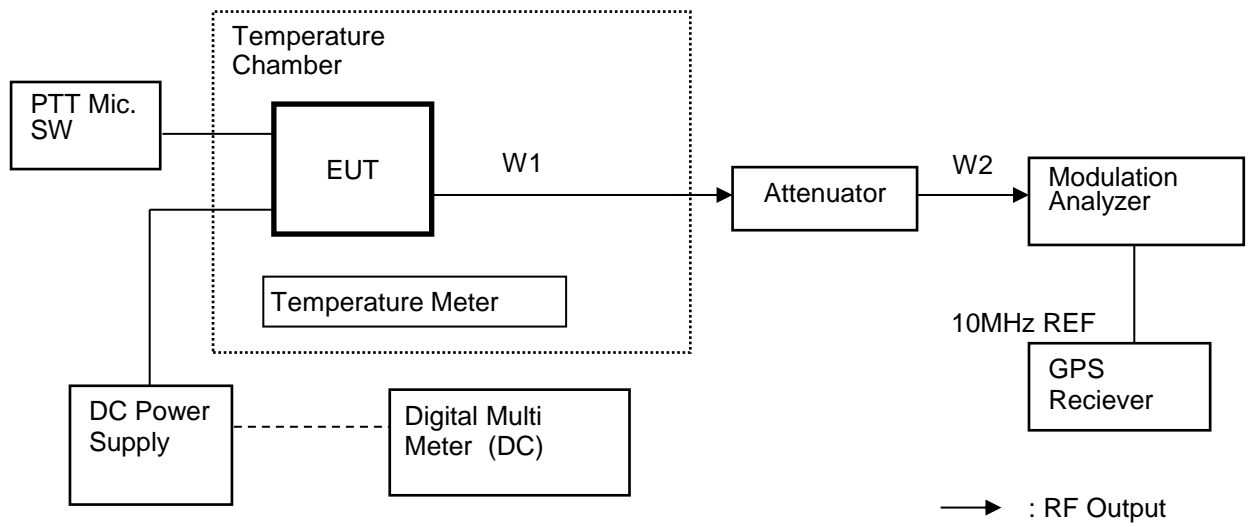 Temperature
Chamber
PTT Mic.
SW
EUT
W1
Attenuator
W2
Modulation
Analyzer
Temperature Meter
10MHz REF
GPS
Reciever
DC Power
Supply
Digital Multi
Meter (DC)
: RF Output